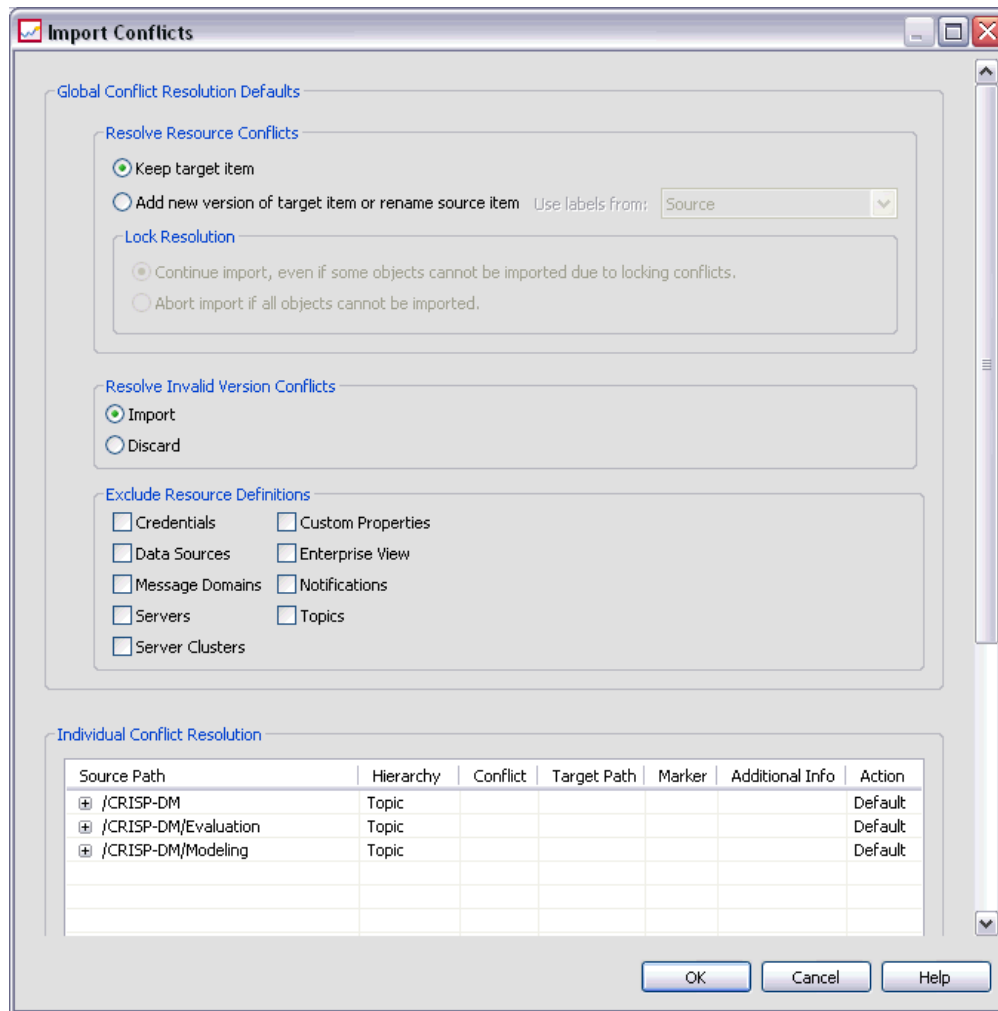 Import Conflicts
Global Conflict Resolution Defaults
Resolve Resource Conflicts
Keep target item
Add new version of target item or rename source item Use labels from: Source
Lock Resolution
Continue import, even if some objects cannot be imported due to locking conflicts.
Abort import if all objects cannot be imported.
Resolve Invalid Version Conflicts
Import
Discard
Exclude Resource Definitions
Credentials Custom Properties
Data Sources Enterprise View
Message Domains Notifications
Servers Topics
Server Clusters
Individual Conflict Resolution
Source Path Hierarchy Conflict Target Path Marker Additional Info Action
/CRISP-DM Topic Default
/CRISP-DM/Evaluation Topic Default
/CRISP-DM/Modeling Topic Default
OK Cancel Help